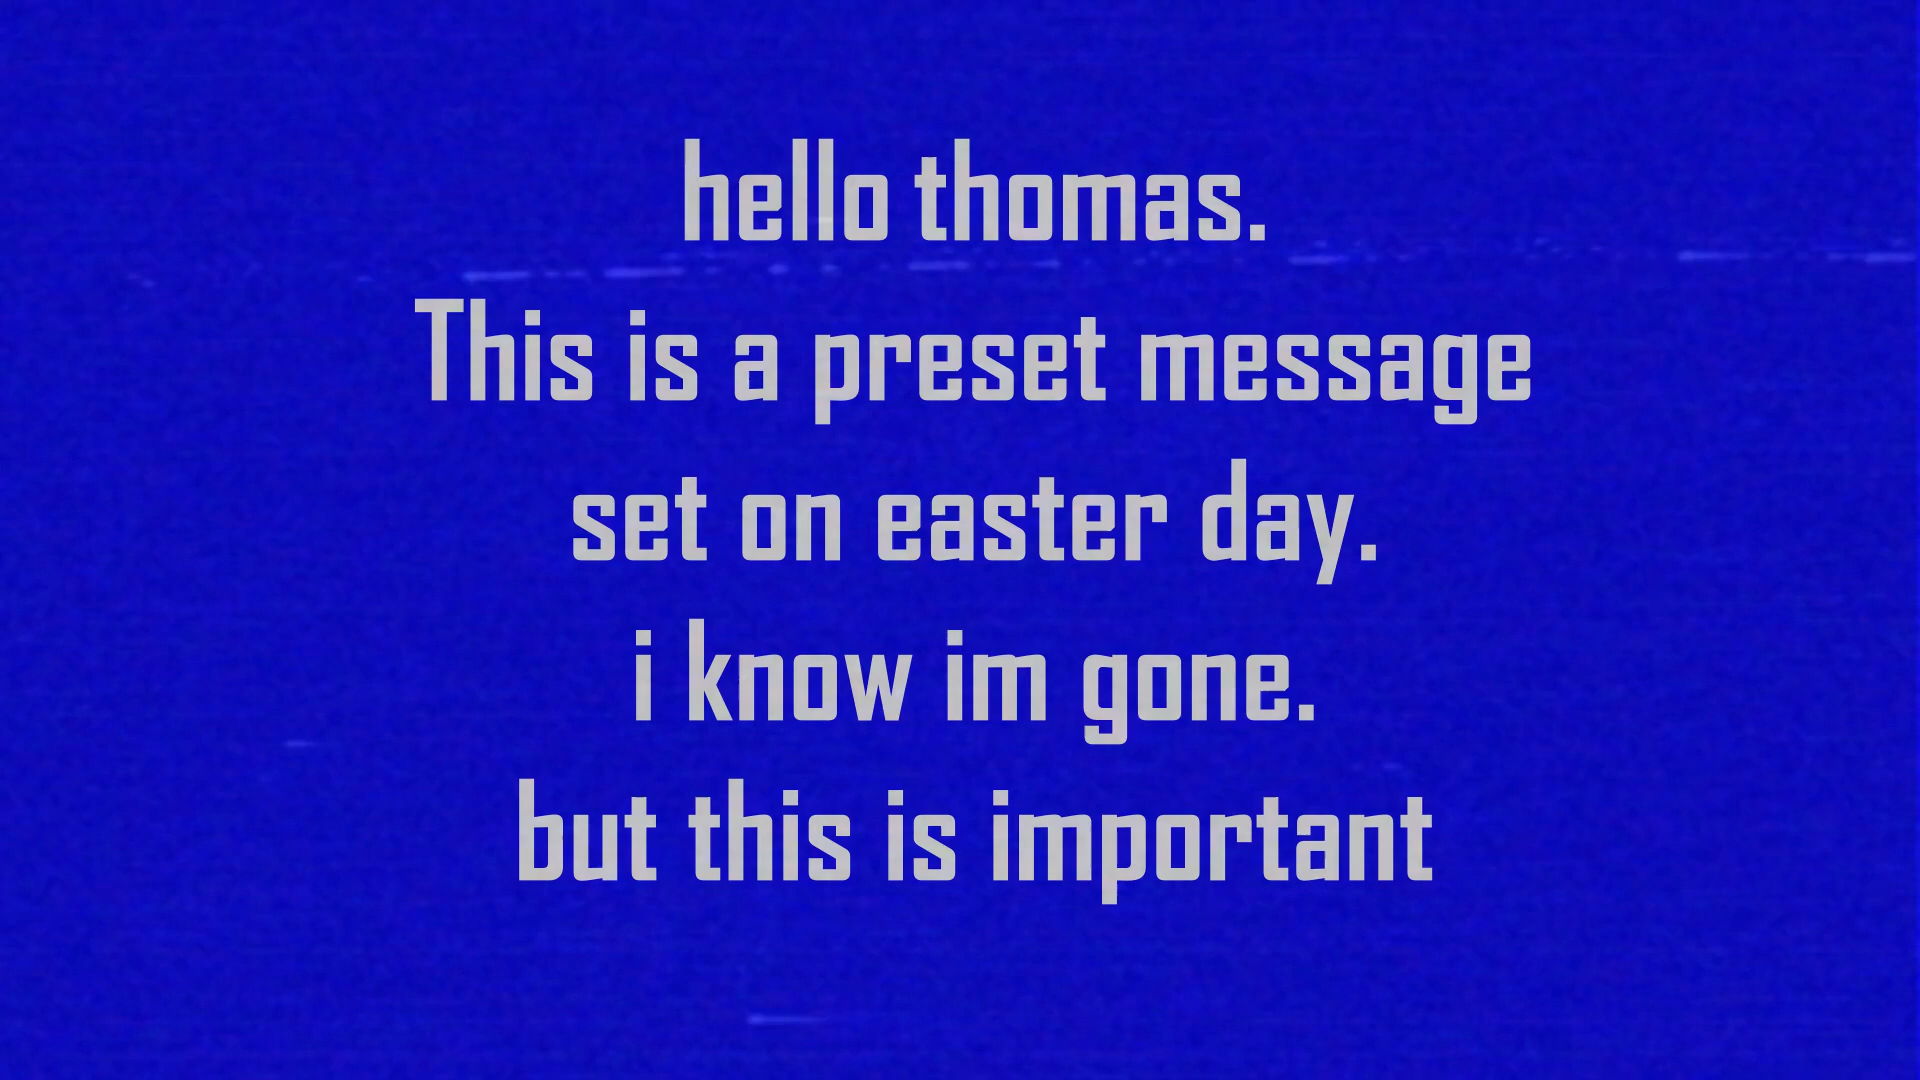 hello thomas.
This is a preset message
set on easter day.
i know im gone.
but this is important